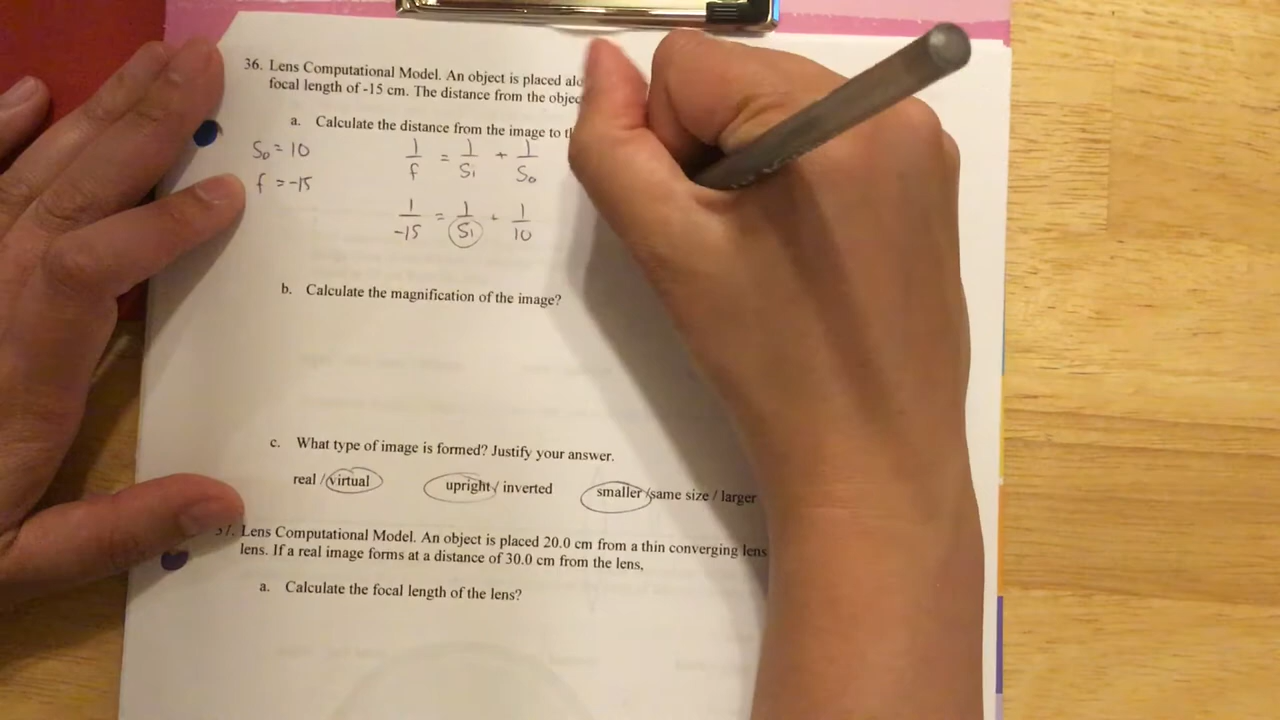 36. Lens Computational Model. An object is placed
focal length of -15 cm. The distance from the
a. Calculate the distance from the image to
S₀ = 10
1/f = 1/Sᵢ + 1/S₀
f = -15
1/-15 = 1/Sᵢ + 1/10
b. Calculate the magnification of the image?
c. What type of image is formed? Justify your answer.
real / virtual upright / inverted smaller / same size / larger
37. Lens Computational Model. An object is placed 20.0 cm from a thin converging lens
lens. If a real image forms at a distance of 30.0 cm from the lens,
a. Calculate the focal length of the lens?